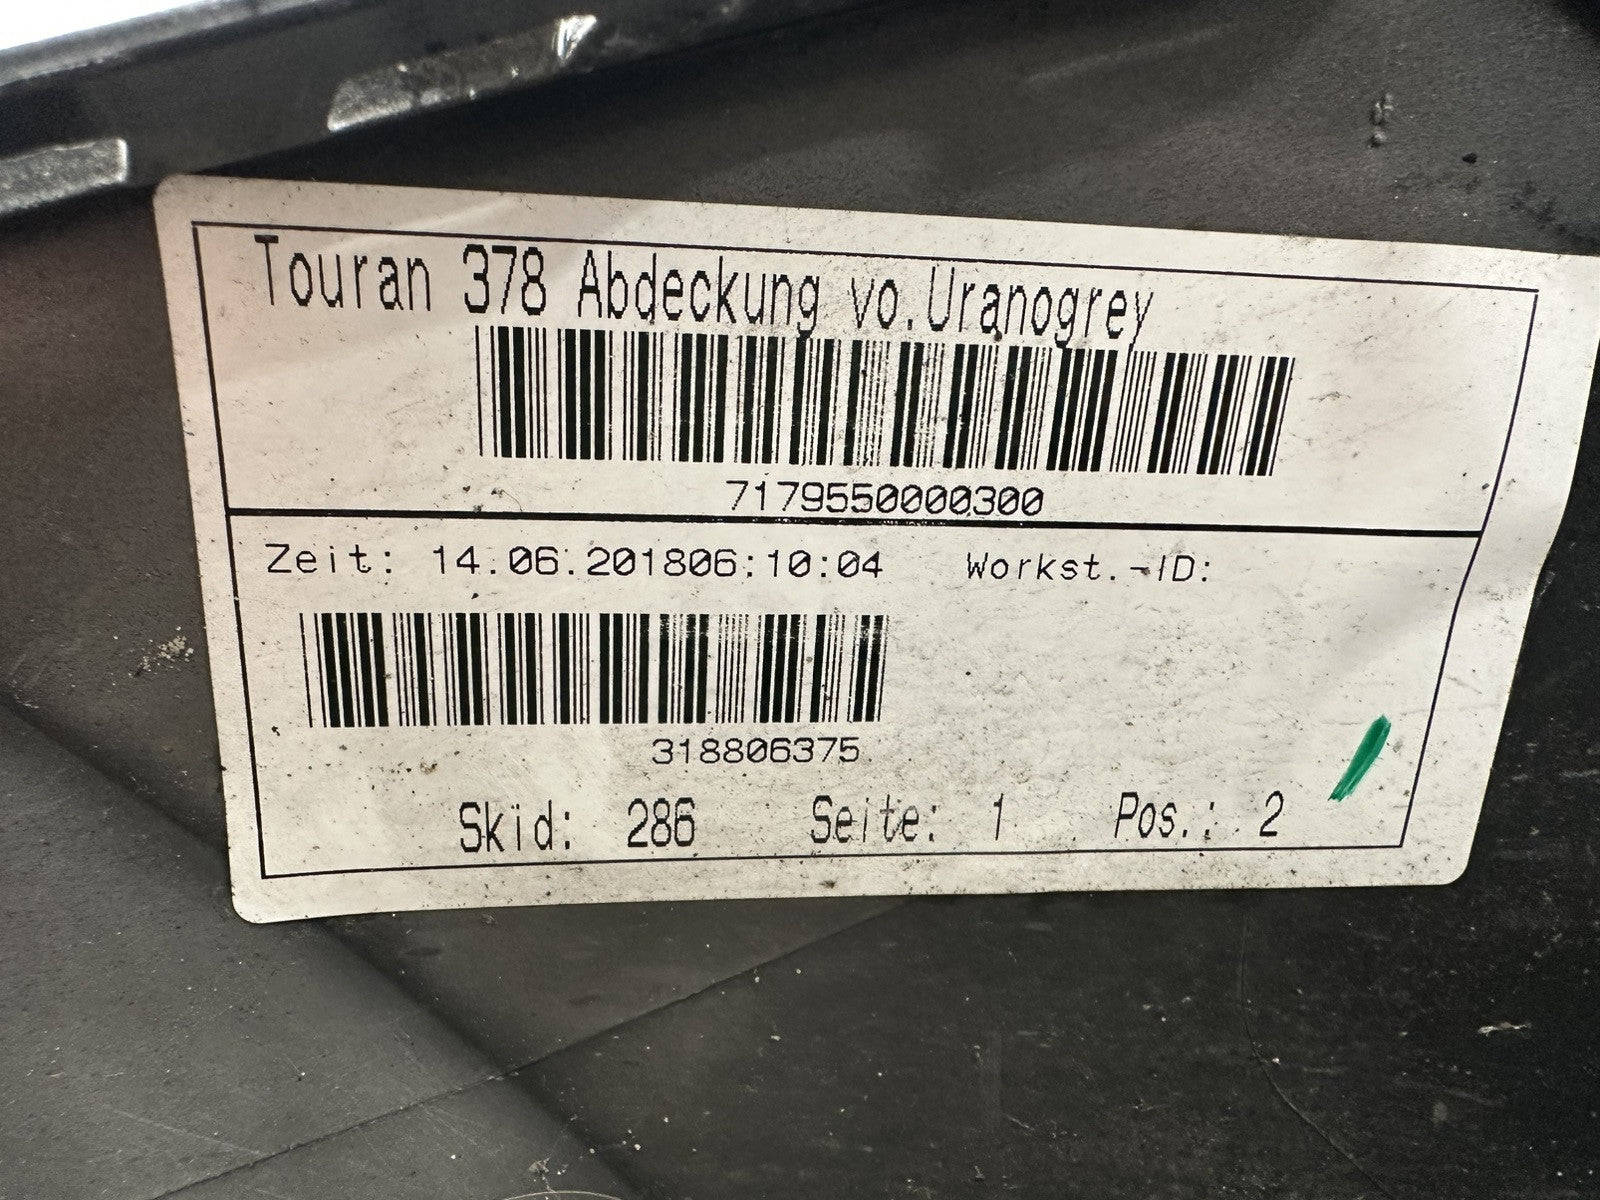 Touran 378 Abdeckung vo.Uranogrey
7179550000300
Zeit: 14.06.201806:10:04 Workst.-ID:
318806375
Skid: 286 Seite: 1 Pos.: 2